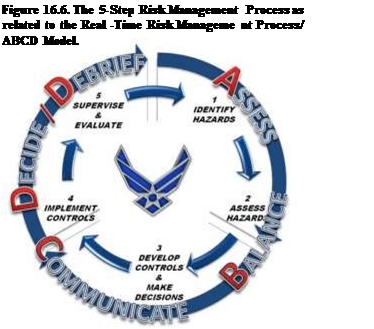 Figure 16.6. The 5-Step Risk Management Process as
related to the Real -Time Risk Manageme nt Process/
ABCD Model.
DECIDE / DEBRIEF
ASSESS
BALANCE
COMMUNICATE
1
IDENTIFY
HAZARDS
2
ASSESS
HAZARDS
3
DEVELOP
CONTROLS
&
MAKE
DECISIONS
4
IMPLEMENT
CONTROLS
5
SUPERVISE
&
EVALUATE